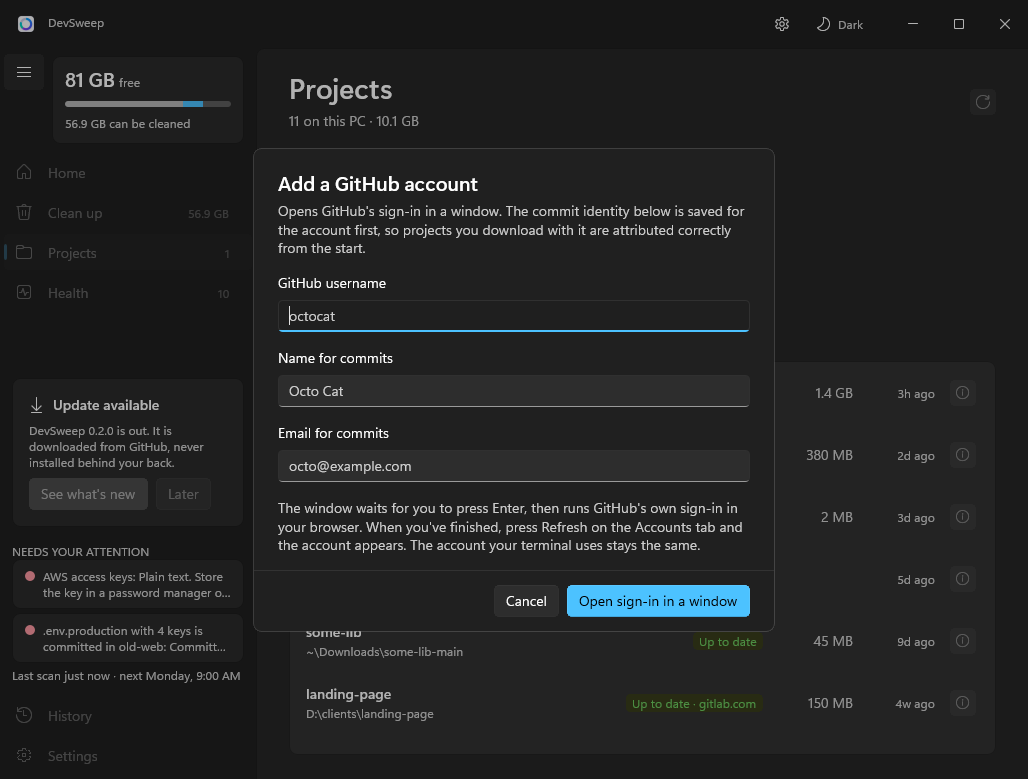 DevSweep
Dark
81 GB free
56.9 GB can be cleaned
Home
Clean up 56.9 GB
Projects 1
Health 10
Update available
DevSweep 0.2.0 is out. It is
downloaded from GitHub, never
installed behind your back.
See what's new Later
NEEDS YOUR ATTENTION
AWS access keys: Plain text. Store
the key in a password manager o...
.env.production with 4 keys is
committed in old-web: Committ...
Last scan just now · next Monday, 9:00 AM
History
Settings
Projects
11 on this PC · 10.1 GB
Add a GitHub account
Opens GitHub's sign-in in a window. The commit identity below is saved for
the account first, so projects you download with it are attributed correctly
from the start.
GitHub username
octocat
Name for commits
Octo Cat
Email for commits
octo@example.com
The window waits for you to press Enter, then runs GitHub's own sign-in in
your browser. When you've finished, press Refresh on the Accounts tab and
the account appears. The account your terminal uses stays the same.
Cancel Open sign-in in a window
1.4 GB 3h ago
380 MB 2d ago
2 MB 3d ago
5d ago
some-lib
~\Downloads\some-lib-main
Up to date 45 MB 9d ago
landing-page
D:\clients\landing-page
Up to date · gitlab.com 150 MB 4w ago